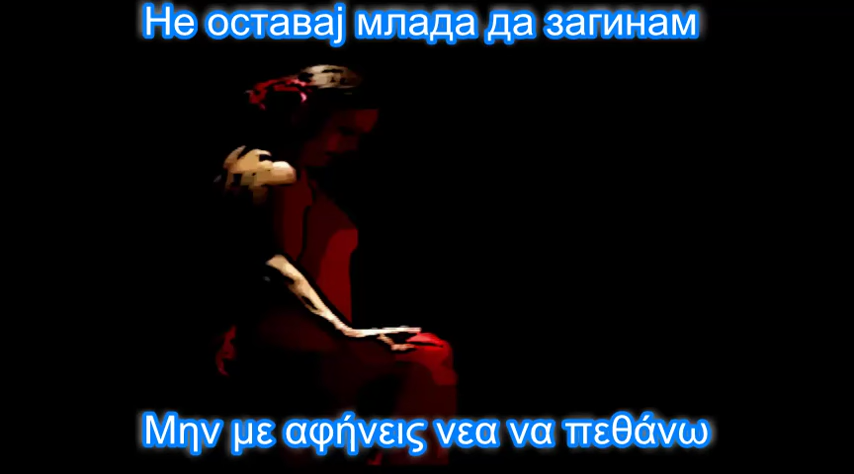 Не оставај млада да загинам
Μην με αφήνεις νεα να πεθάνω